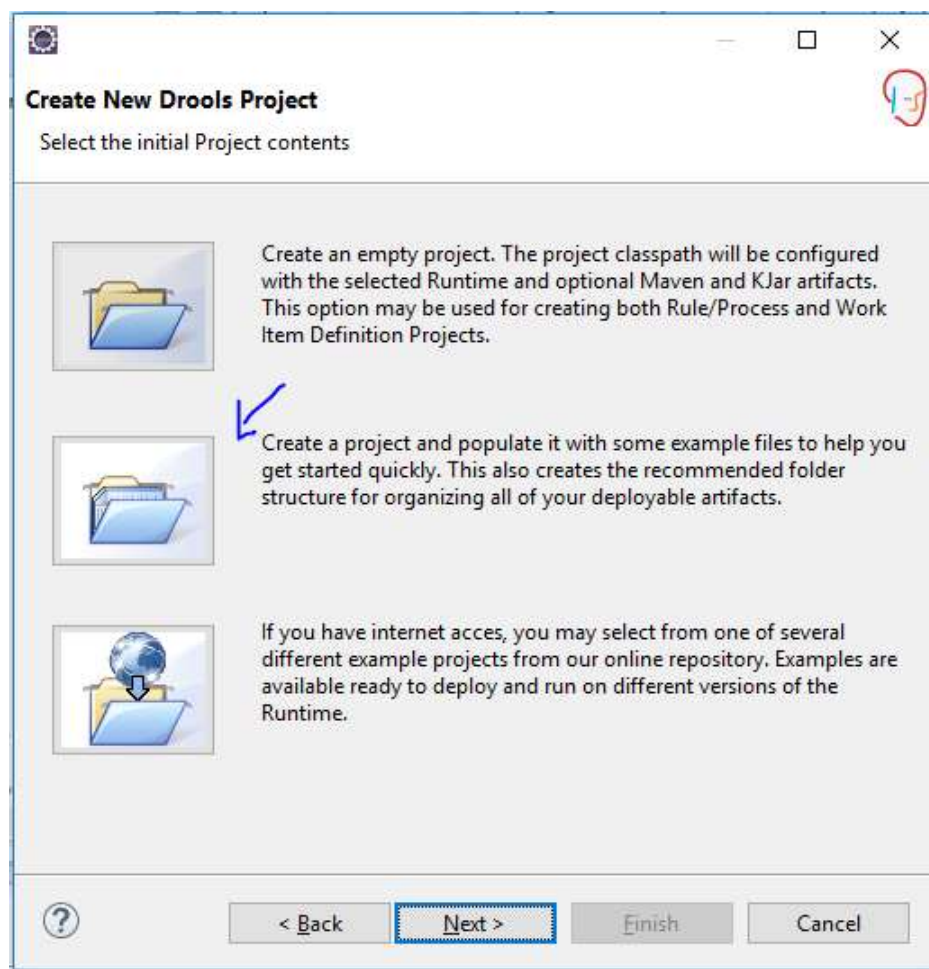 Create New Drools Project
Select the initial Project contents
Create an empty project. The project classpath will be configured
with the selected Runtime and optional Maven and KJar artifacts.
This option may be used for creating both Rule/Process and Work
Item Definition Projects.
Create a project and populate it with some example files to help you
get started quickly. This also creates the recommended folder
structure for organizing all of your deployable artifacts.
If you have internet acces, you may select from one of several
different example projects from our online repository. Examples are
available ready to deploy and run on different versions of the
Runtime.
?
< Back
Next >
Finish
Cancel